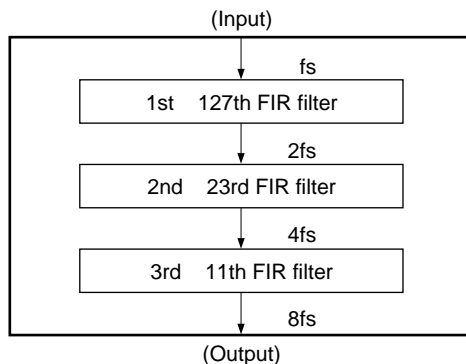 (Input)
fs
1st 127th FIR filter
2fs
2nd 23rd FIR filter
4fs
3rd 11th FIR filter
8fs
(Output)